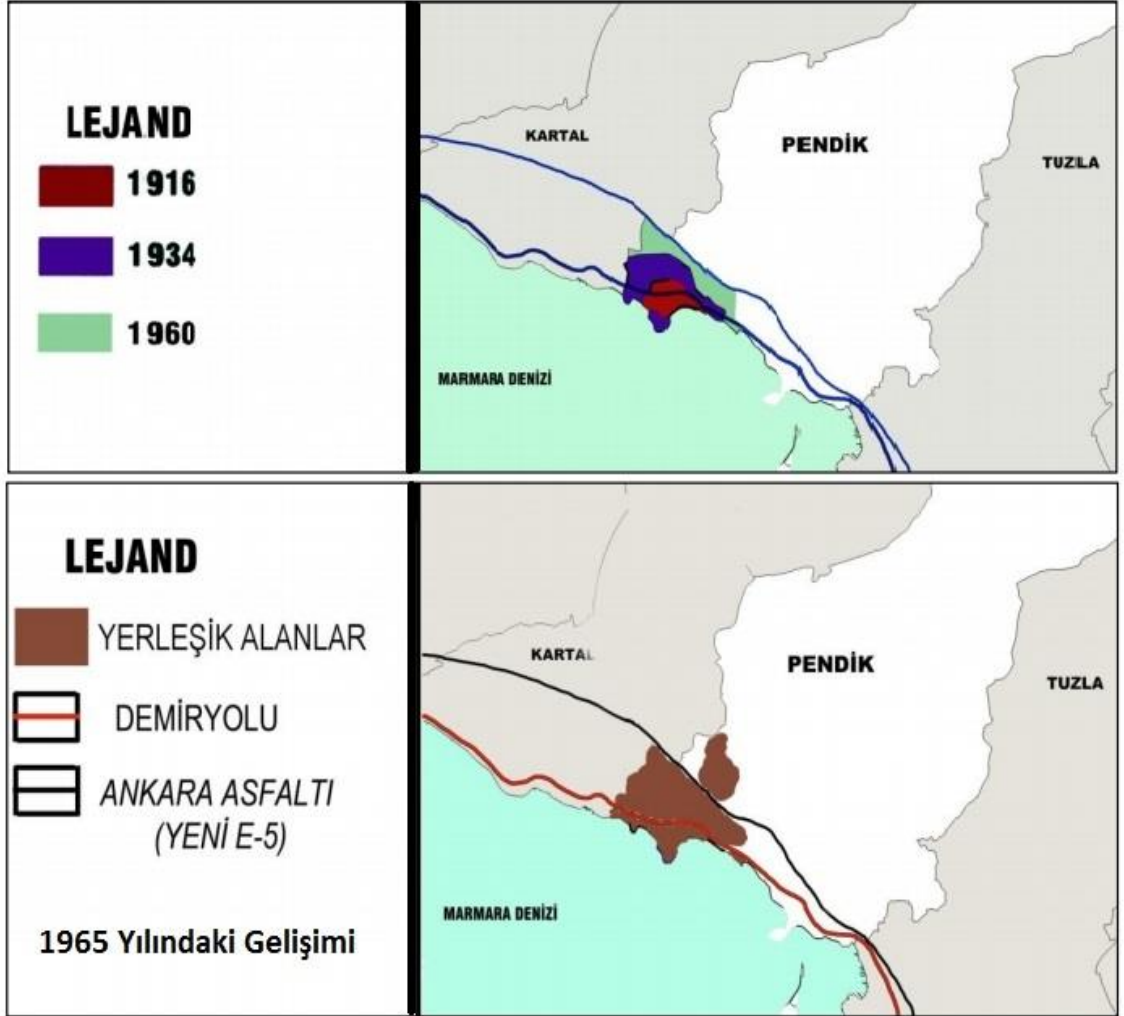 LEJAND
1916
1934
1960
KARTAL
PENDİK
TUZLA
MARMARA DENİZİ
LEJAND
YERLEŞİK ALANLAR
DEMİRYOLU
ANKARA ASFALTI
(YENİ E-5)
1965 Yılındaki Gelişimi
KARTAL
PENDİK
TUZLA
MARMARA DENİZİ